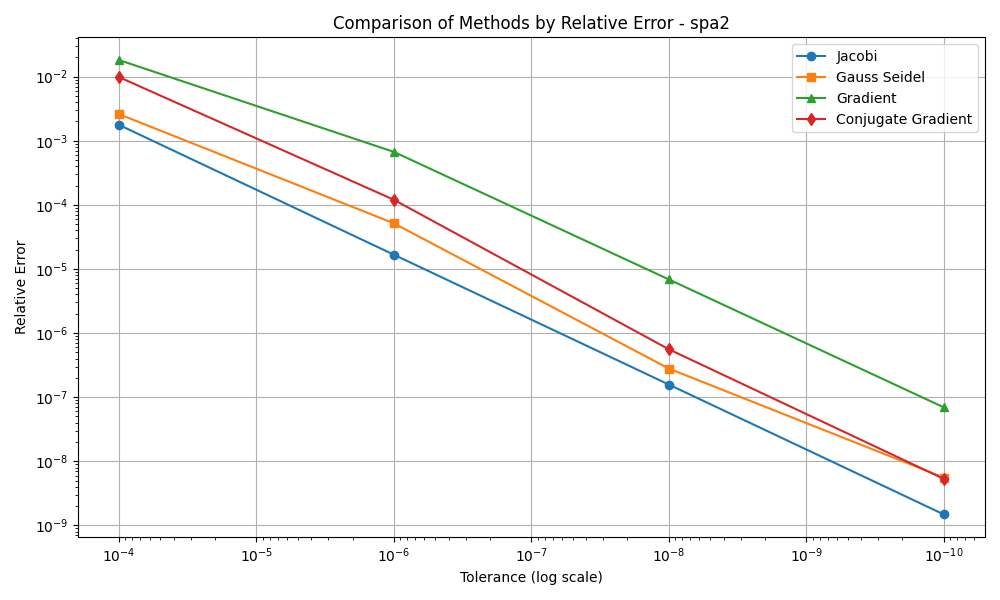 Comparison of Methods by Relative Error - spa2
Jacobi
Gauss Seidel
Gradient
Conjugate Gradient
Relative Error
10⁻²
10⁻³
10⁻⁴
10⁻⁵
10⁻⁶
10⁻⁷
10⁻⁸
10⁻⁹
10⁻⁴ 10⁻⁵ 10⁻⁶ 10⁻⁷ 10⁻⁸ 10⁻⁹ 10⁻¹⁰
Tolerance (log scale)